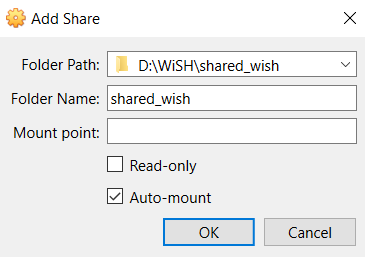 Add Share
Folder Path: D:\WiSH\shared_wish
Folder Name: shared_wish
Mount point:
Read-only
Auto-mount
OK Cancel